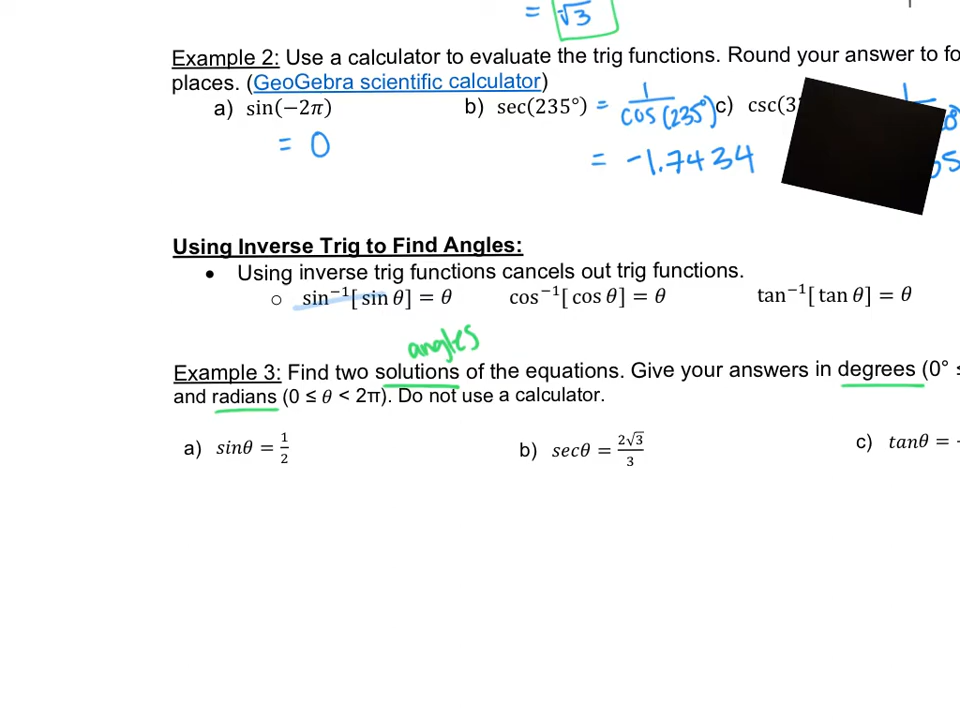 = √3
Example 2: Use a calculator to evaluate the trig functions. Round your answer to fo
places. (GeoGebra scientific calculator)
a) sin(−2π) b) sec(235°) = 1/cos(235°) c) csc(3
= 0 = -1.7434
Using Inverse Trig to Find Angles:
• Using inverse trig functions cancels out trig functions.
○ sin⁻¹[sin θ] = θ cos⁻¹[cos θ] = θ tan⁻¹[tan θ] = θ
angles
Example 3: Find two solutions of the equations. Give your answers in degrees (0° ≤
and radians (0 ≤ θ < 2π). Do not use a calculator.
a) sinθ = 1/2 b) secθ = 2√3/3 c) tanθ = -